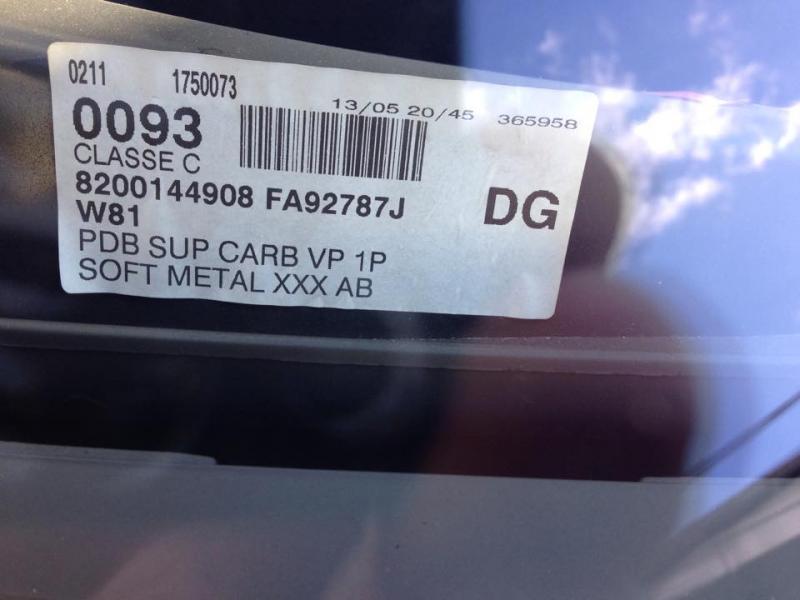 0211 1750073
13/05 20/45 365958
0093
CLASSE C
8200144908 FA92787J
DG
W81
PDB SUP CARB VP 1P
SOFT METAL XXX AB